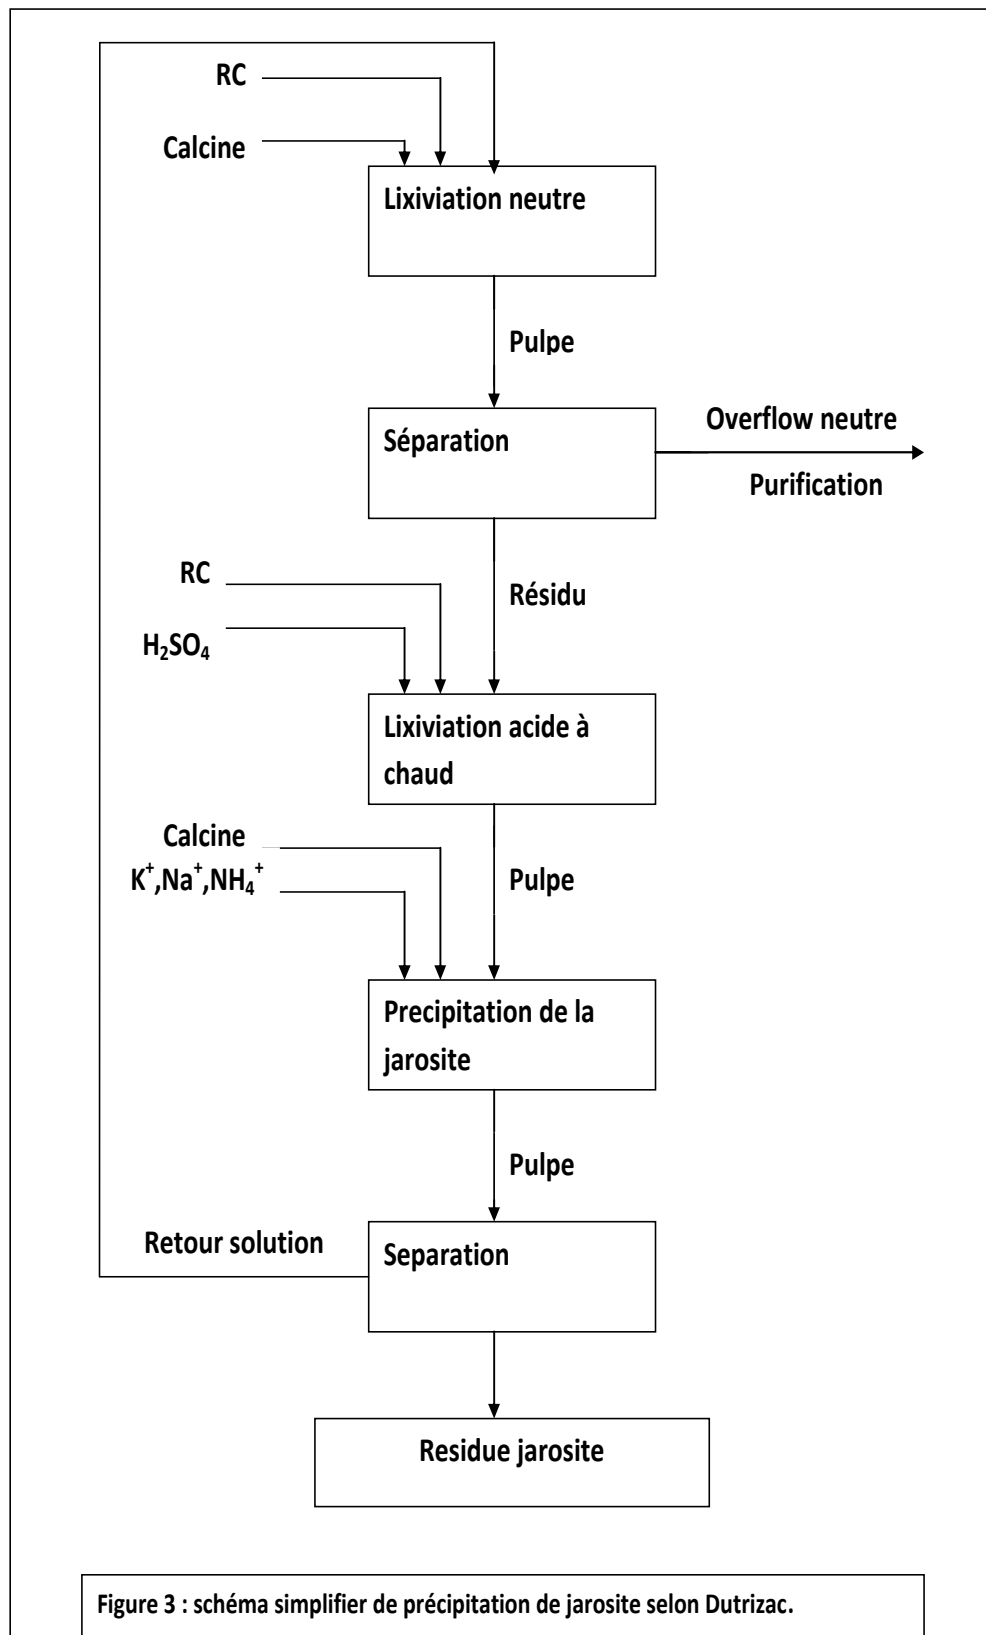 RC
Calcine
Lixiviation neutre
Pulpe
Séparation
Overflow neutre
Purification
RC
Résidu
H₂SO₄
Lixiviation acide à
chaud
Calcine
K⁺,Na⁺,NH₄⁺
Pulpe
Precipitation de la
jarosite
Pulpe
Retour solution
Separation
Residue jarosite
Figure 3 : schéma simplifier de précipitation de jarosite selon Dutrizac.